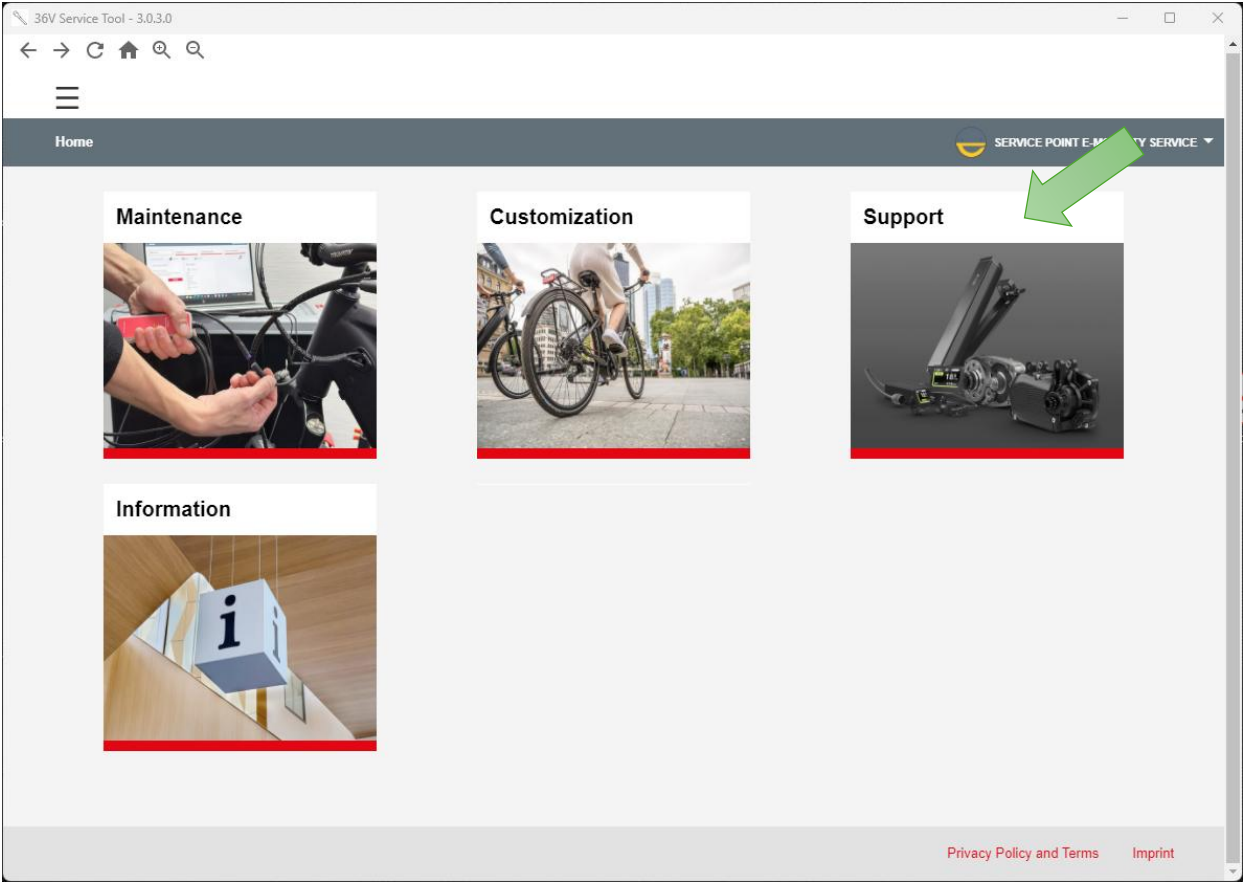 36V Service Tool - 3.0.3.0
Home
SERVICE POINT E-M TY SERVICE
Maintenance
Customization
Support
Information
i
i
Privacy Policy and Terms
Imprint